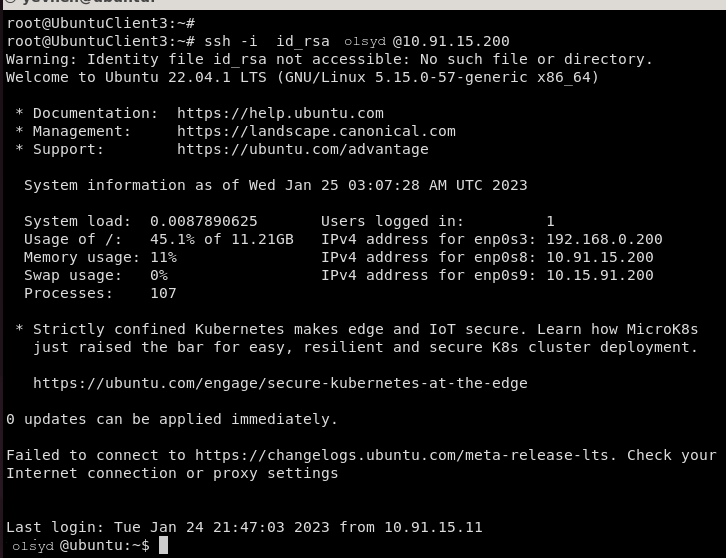 root@UbuntuClient3:~#
root@UbuntuClient3:~# ssh -i  id_rsa  olsyd @10.91.15.200
Warning: Identity file id_rsa not accessible: No such file or directory.
Welcome to Ubuntu 22.04.1 LTS (GNU/Linux 5.15.0-57-generic x86_64)

 * Documentation:  https://help.ubuntu.com
 * Management:     https://landscape.canonical.com
 * Support:        https://ubuntu.com/advantage

  System information as of Wed Jan 25 03:07:28 AM UTC 2023

  System load:  0.0087890625       Users logged in:         1
  Usage of /:   45.1% of 11.21GB   IPv4 address for enp0s3: 192.168.0.200
  Memory usage: 11%                IPv4 address for enp0s8: 10.91.15.200
  Swap usage:   0%                 IPv4 address for enp0s9: 10.15.91.200
  Processes:    107

 * Strictly confined Kubernetes makes edge and IoT secure. Learn how MicroK8s
   just raised the bar for easy, resilient and secure K8s cluster deployment.

   https://ubuntu.com/engage/secure-kubernetes-at-the-edge

0 updates can be applied immediately.

Failed to connect to https://changelogs.ubuntu.com/meta-release-lts. Check your
Internet connection or proxy settings

Last login: Tue Jan 24 21:47:03 2023 from 10.91.15.11
olsyd @ubuntu:~$